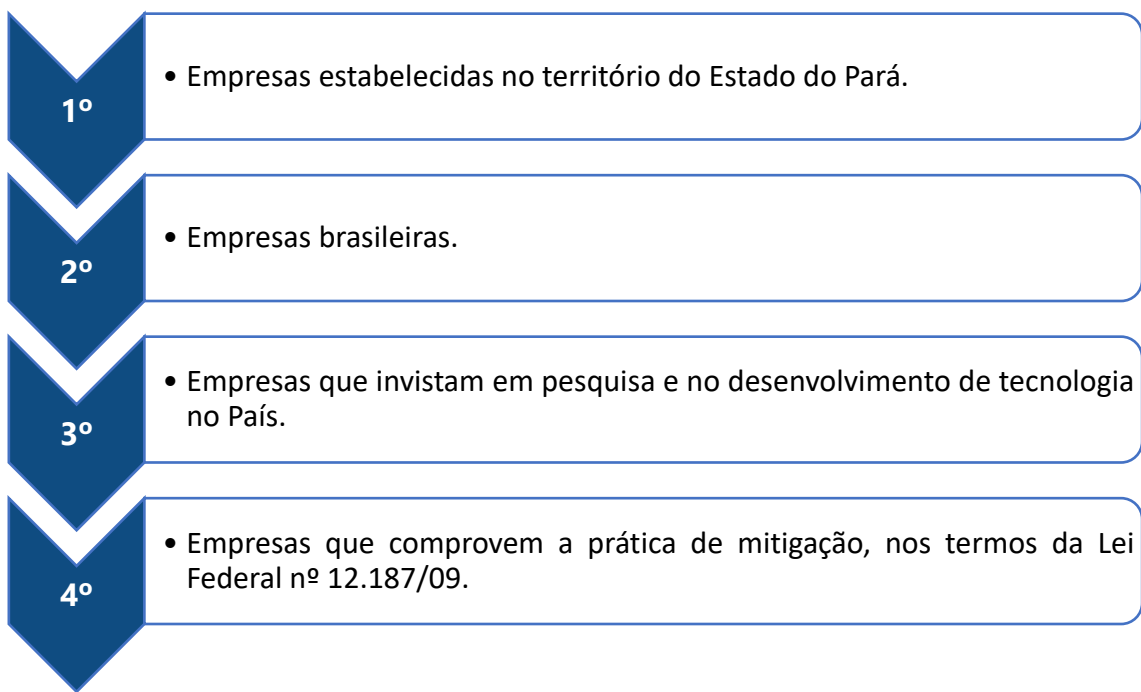 1º
• Empresas estabelecidas no território do Estado do Pará.
2º
• Empresas brasileiras.
3º
• Empresas que invistam em pesquisa e no desenvolvimento de tecnologia
no País.
4º
• Empresas que comprovem a prática de mitigação, nos termos da Lei
Federal nº 12.187/09.